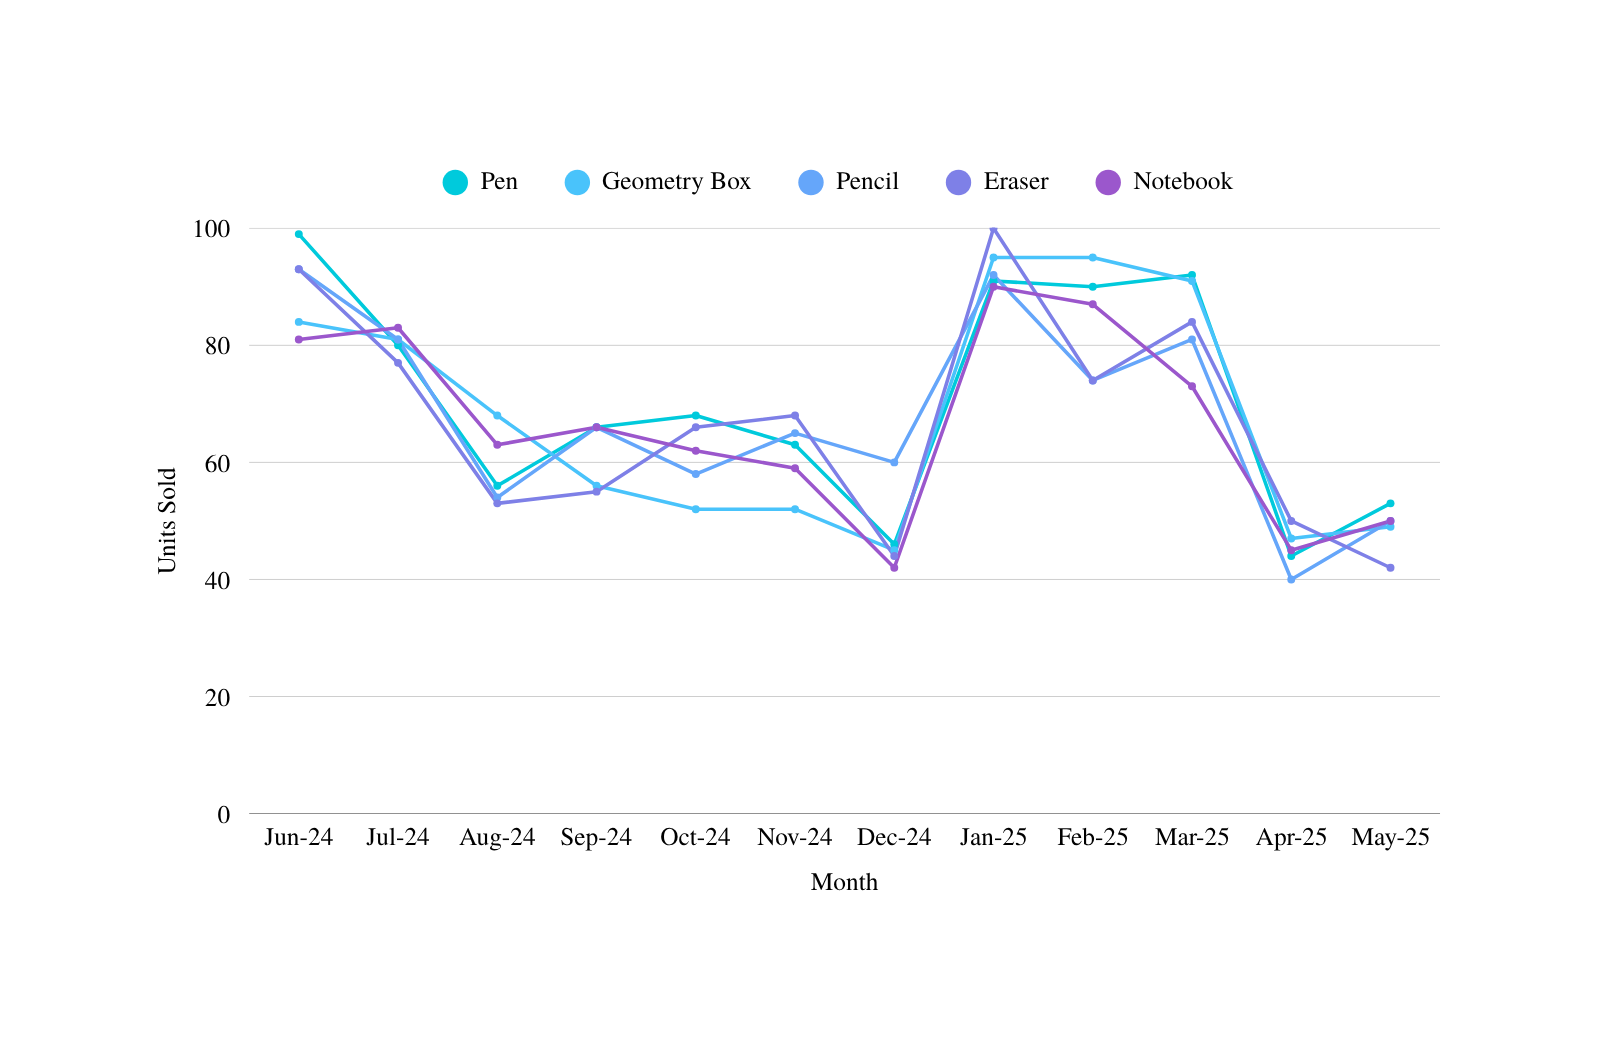 Pen Geometry Box Pencil Eraser Notebook
100
80
60
40
20
0
Units Sold
Jun-24 Jul-24 Aug-24 Sep-24 Oct-24 Nov-24 Dec-24 Jan-25 Feb-25 Mar-25 Apr-25 May-25
Month